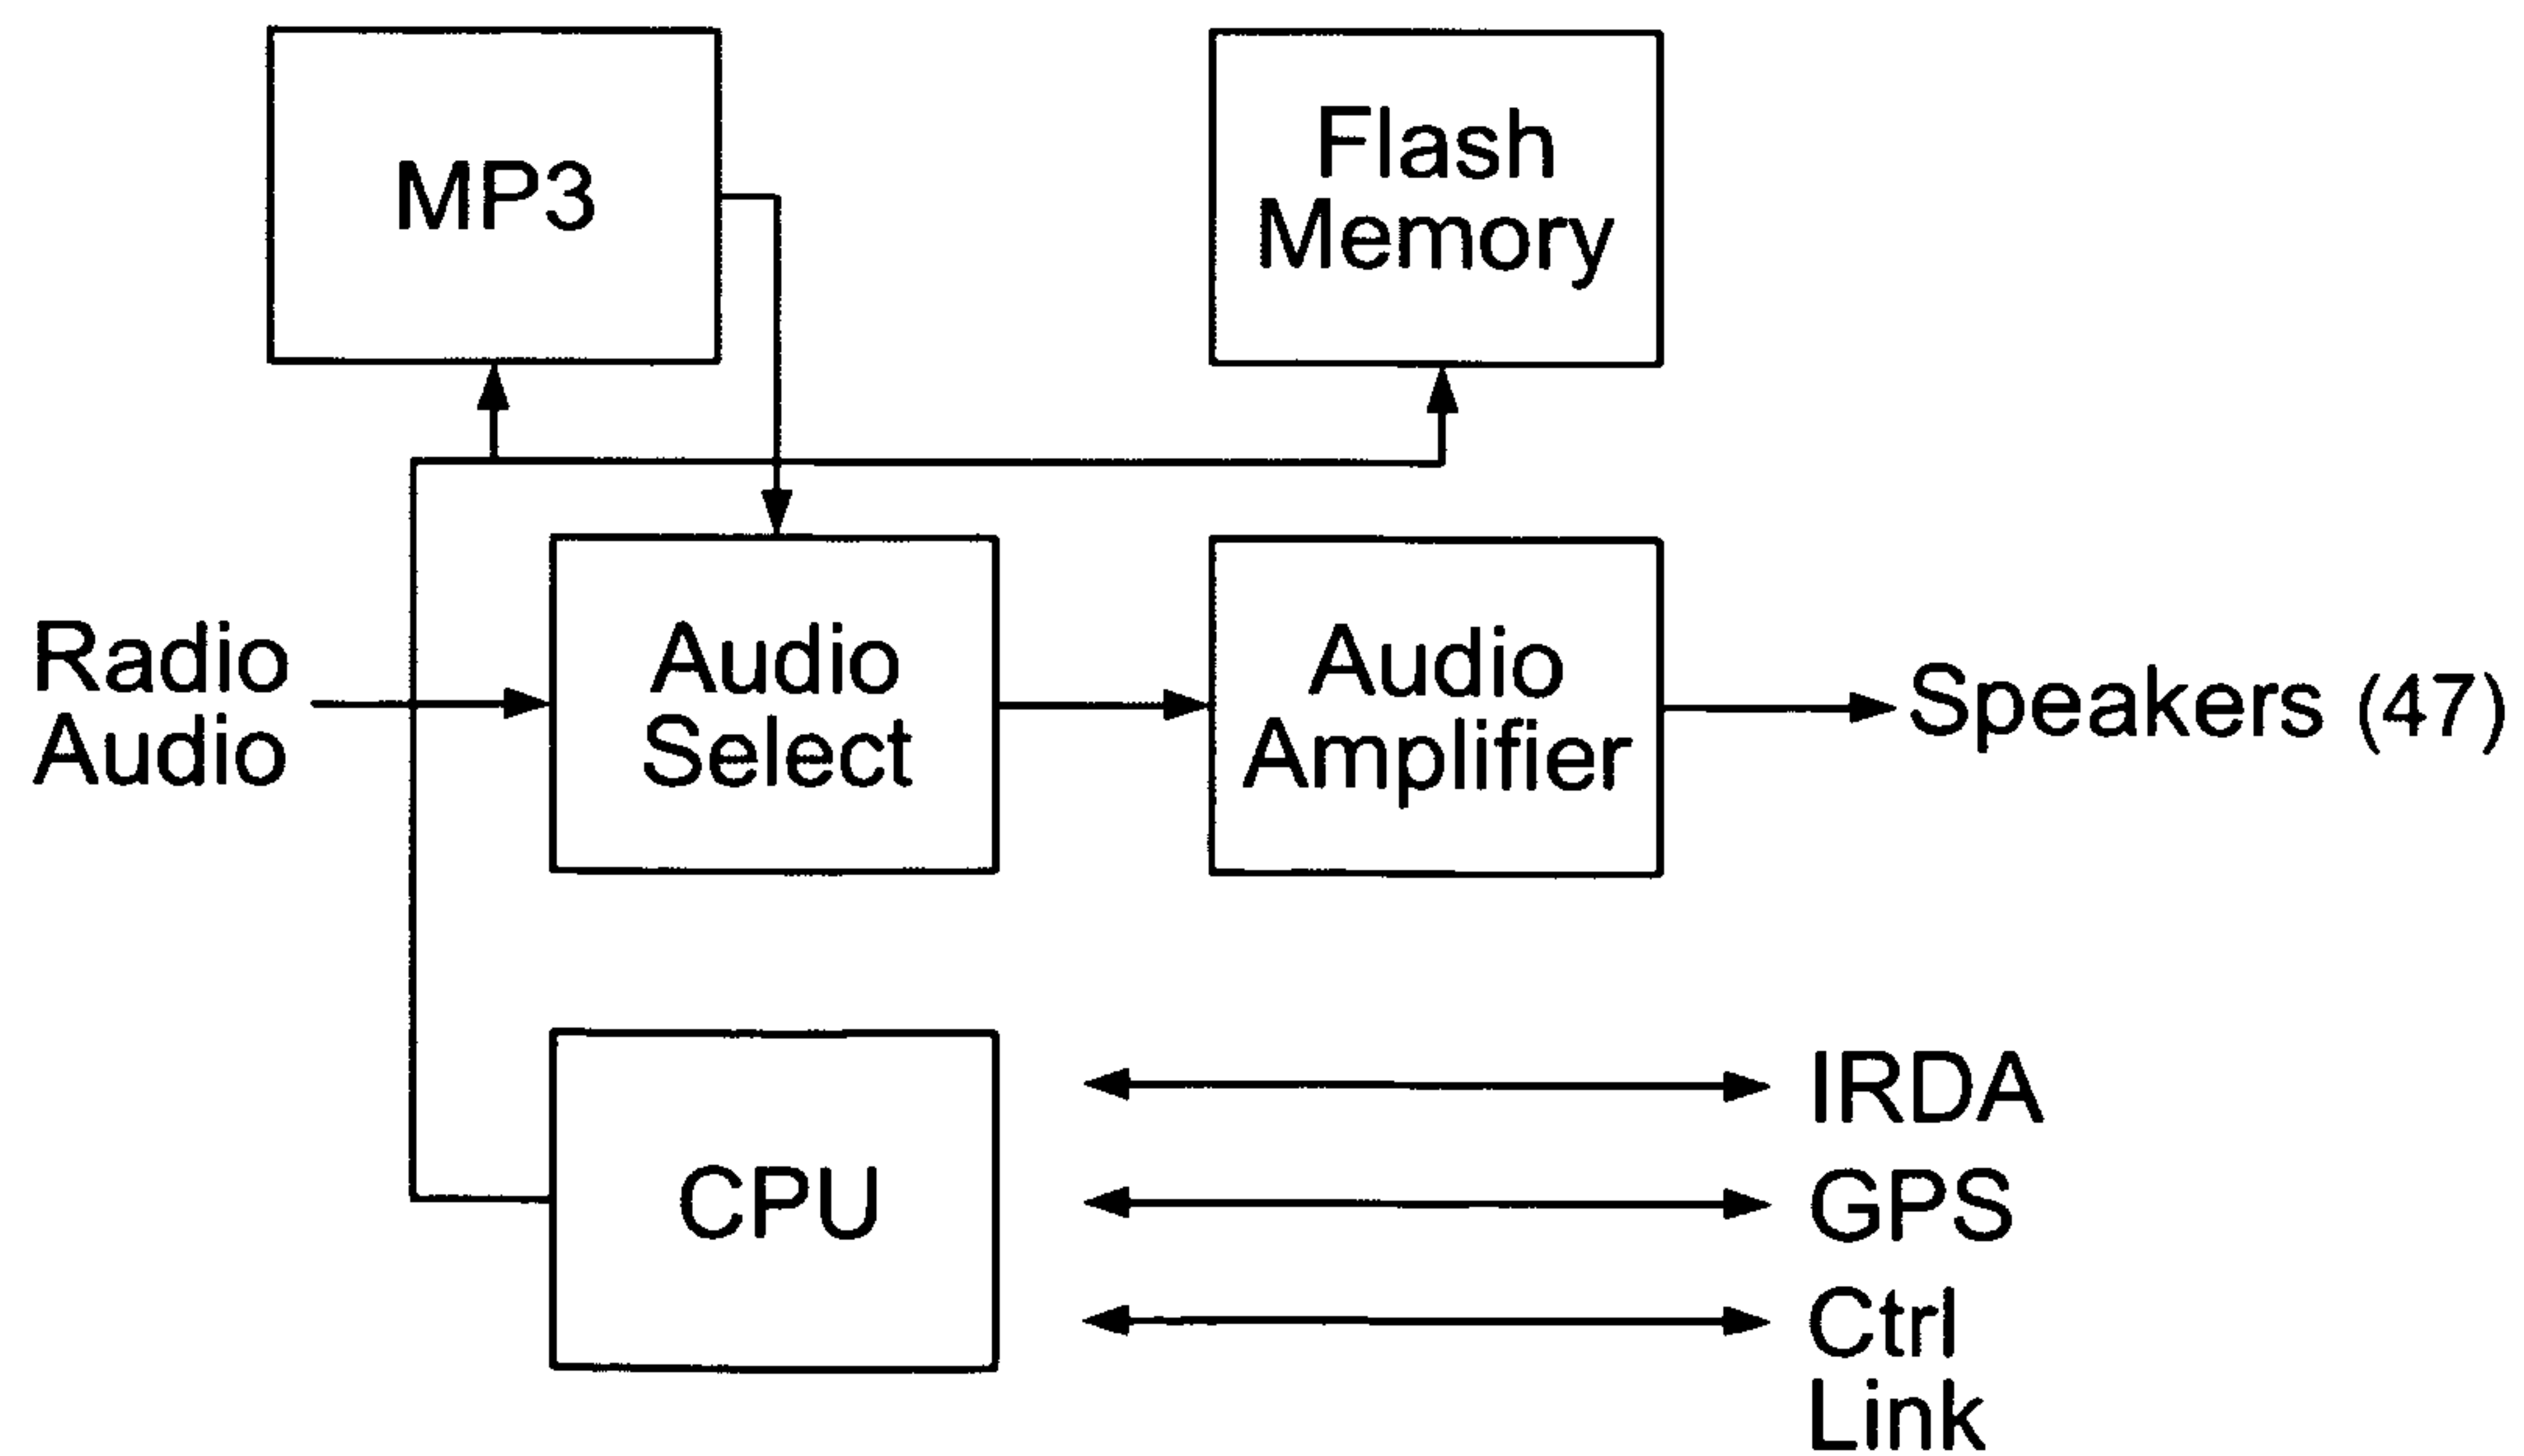 MP3
Flash
Memory
Radio
Audio
Audio
Select
Audio
Amplifier
Speakers (47)
CPU
IRDA
GPS
Ctrl
Link